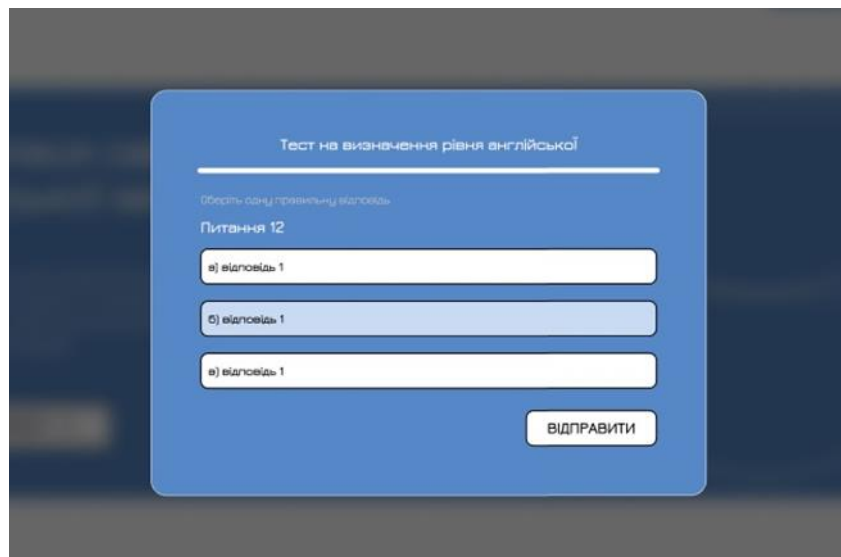 Тест на визначення рівня англійської
Оберіть одну правильну відповідь
Питання 12
а) відповідь 1
б) відповідь 1
в) відповідь 1
ВІДПРАВИТИ